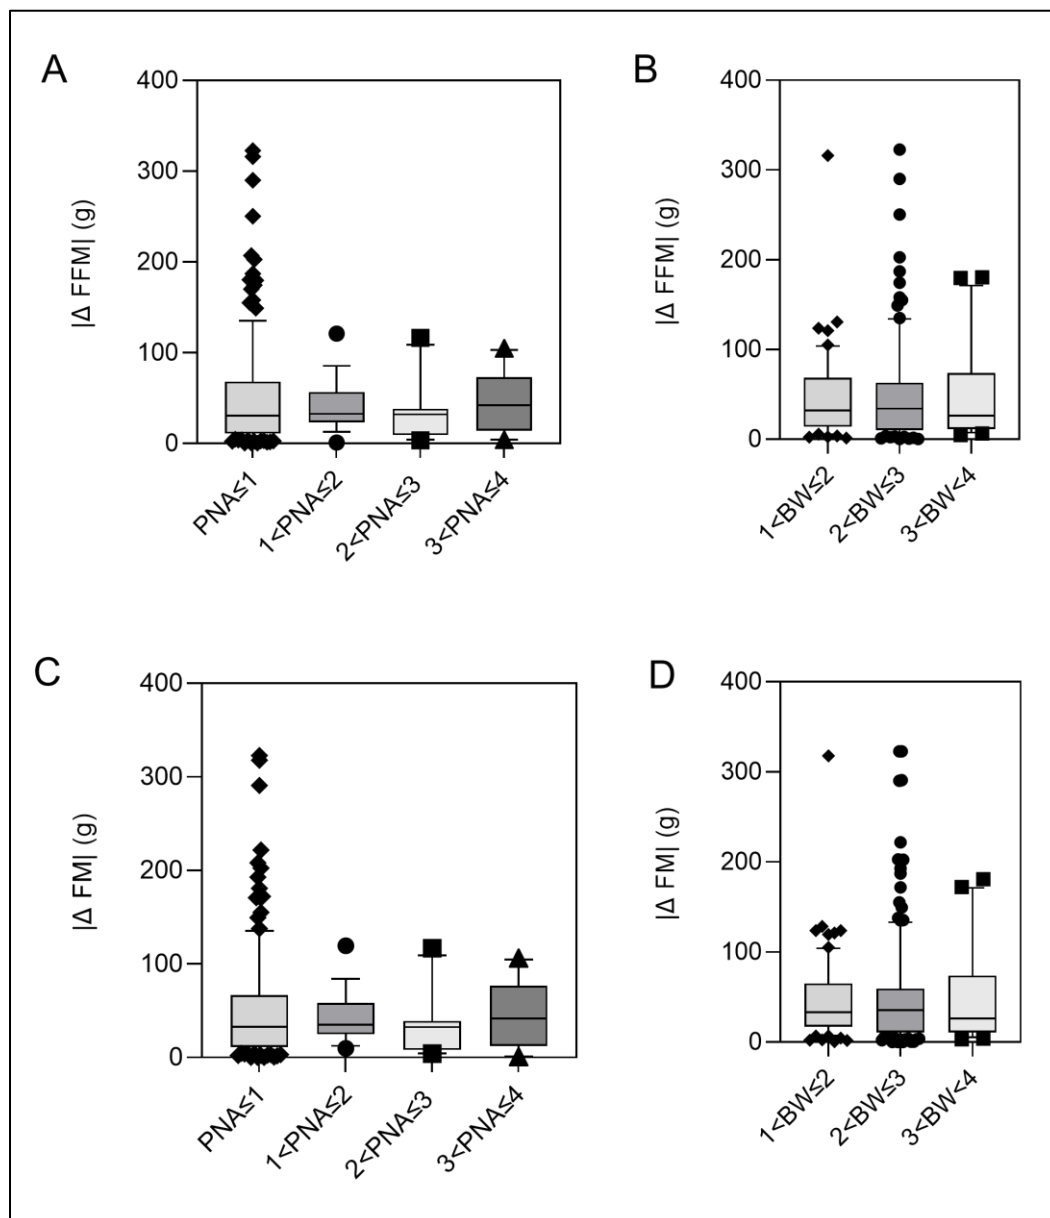 A
|Δ FFM| (g)
400
300
200
100
0
PNA≤1
1<PNA≤2
2<PNA≤3
3<PNA≤4
B
|Δ FFM| (g)
400
300
200
100
0
1<BW≤2
2<BW≤3
3<BW<4
C
|Δ FM| (g)
400
300
200
100
0
PNA≤1
1<PNA≤2
2<PNA≤3
3<PNA≤4
D
|Δ FM| (g)
400
300
200
100
0
1<BW≤2
2<BW≤3
3<BW<4